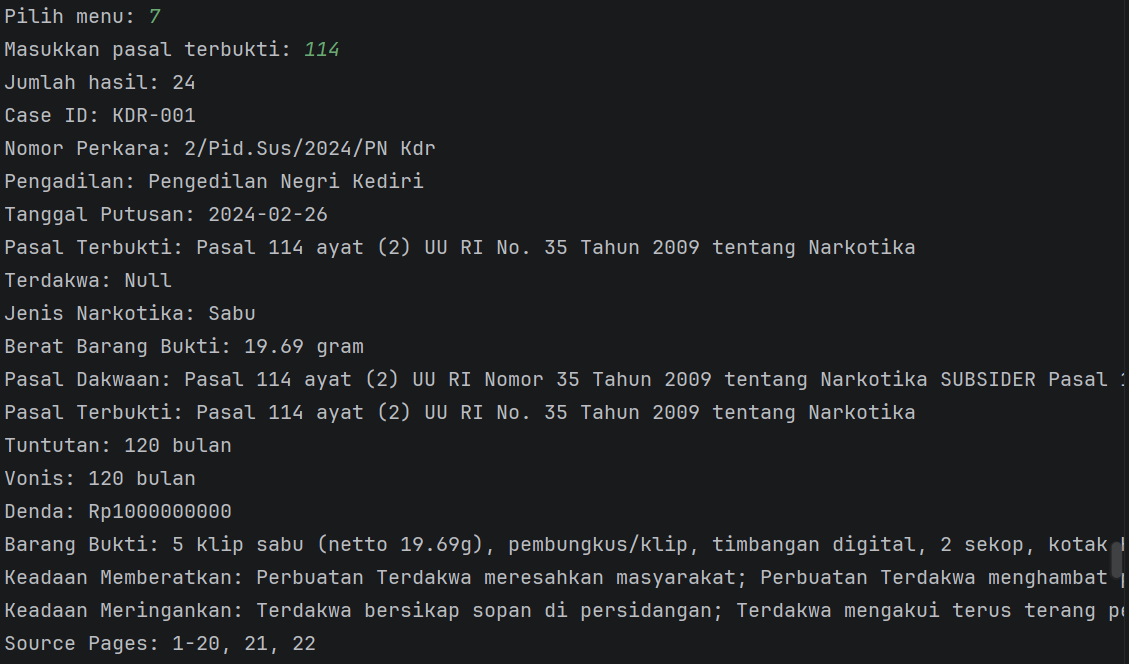 Pilih menu: 7
Masukkan pasal terbukti: 114
Jumlah hasil: 24
Case ID: KDR-001
Nomor Perkara: 2/Pid.Sus/2024/PN Kdr
Pengadilan: Pengedilan Negri Kediri
Tanggal Putusan: 2024-02-26
Pasal Terbukti: Pasal 114 ayat (2) UU RI No. 35 Tahun 2009 tentang Narkotika
Terdakwa: Null
Jenis Narkotika: Sabu
Berat Barang Bukti: 19.69 gram
Pasal Dakwaan: Pasal 114 ayat (2) UU RI Nomor 35 Tahun 2009 tentang Narkotika SUBSIDER Pasal
Pasal Terbukti: Pasal 114 ayat (2) UU RI No. 35 Tahun 2009 tentang Narkotika
Tuntutan: 120 bulan
Vonis: 120 bulan
Denda: Rp1000000000
Barang Bukti: 5 klip sabu (netto 19.69g), pembungkus/klip, timbangan digital, 2 sekop, kotak
Keadaan Memberatkan: Perbuatan Terdakwa meresahkan masyarakat; Perbuatan Terdakwa menghambat
Keadaan Meringankan: Terdakwa bersikap sopan di persidangan; Terdakwa mengakui terus terang
Source Pages: 1-20, 21, 22